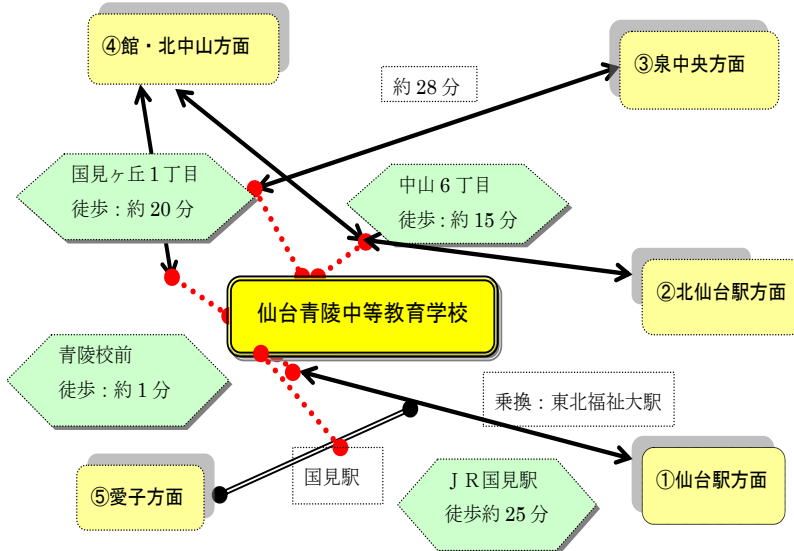 ④館・北中山方面
③泉中央方面
約 28 分
国見ヶ丘 1 丁目
徒歩：約 20 分
中山 6 丁目
徒歩：約 15 分
②北仙台駅方面
仙台青陵中等教育学校
青陵校前
徒歩：約 1 分
乗換：東北福祉大駅
国見駅
ＪＲ国見駅
徒歩約 25 分
①仙台駅方面
⑤愛子方面